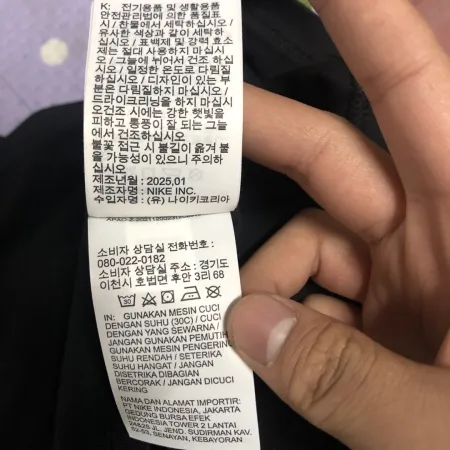 K: 전기용품 및 생활용품
안전관리법에 의한 품질표
시 / 찬물에서 세탁하십시오 /
유사한 색상과 같이 세탁하
십시오 / 표백제 및 강력 효소
제는 절대 사용하지 마십시
오 / 그늘에 뉘어서 건조 하십
시오 / 일정한 온도로 다림질
하십시오 / 디자인이 있는 부
분은 다림질하지 마십시오 /
드라이크리닝을 하지 마십시
오건조 시에는 강한 햇빛을
피하고 통풍이 잘 되는 그늘
에서 건조하십시오
불꽃 접근 시 불길이 옮겨 붙
을 가능성이 있으니 주의하
십시오
제조년월 : 2025.01
제조자명 : NIKE INC.
수입자명 : (유) 나이키코리아
소비자 상담실 전화번호 :
080-022-0182
소비자 상담실 주소 : 경기도
이천시 호법면 후안 3리 68
IN: GUNAKAN MESIN CUCI
DENGAN SUHU (30C) / CUCI
DENGAN YANG SEWARNA /
JANGAN GUNAKAN PEMUTIH
GUNAKAN MESIN PENGERING
SUHU RENDAH / SETERIKA
SUHU HANGAT / JANGAN
DISETRIKA DIBAGIAN
BERCORAK / JANGAN DICUCI
KERING
NAMA DAN ALAMAT IMPORTIR:
PT NIKE INDONESIA, JAKARTA
GEDUNG BURSA EFEK
INDONESIA TOWER 2 LANTAI
24&25 JL. JEND. SUDIRMAN KAV.
52-53, SENAYAN, KEBAYORAN